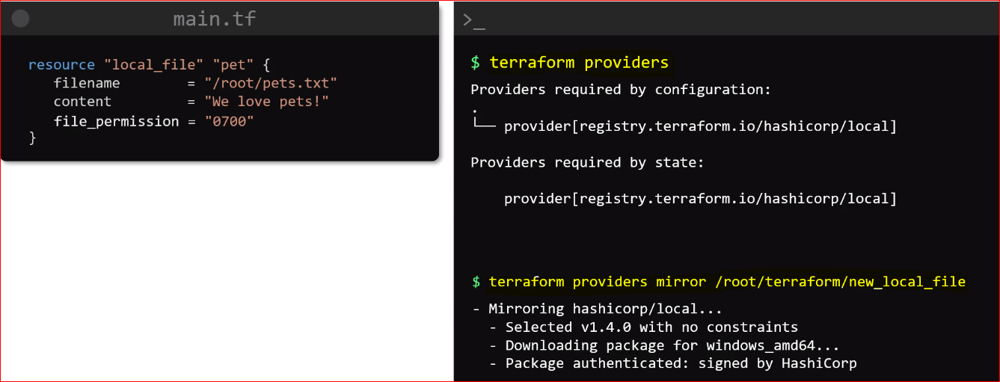 main.tf
resource "local_file" "pet" {
filename = "/root/pets.txt"
content = "We love pets!"
file_permission = "0700"
}
>_
$ terraform providers
Providers required by configuration:
.
└── provider[registry.terraform.io/hashicorp/local]
Providers required by state:
provider[registry.terraform.io/hashicorp/local]
$ terraform providers mirror /root/terraform/new_local_file
- Mirroring hashicorp/local...
- Selected v1.4.0 with no constraints
- Downloading package for windows_amd64...
- Package authenticated: signed by HashiCorp